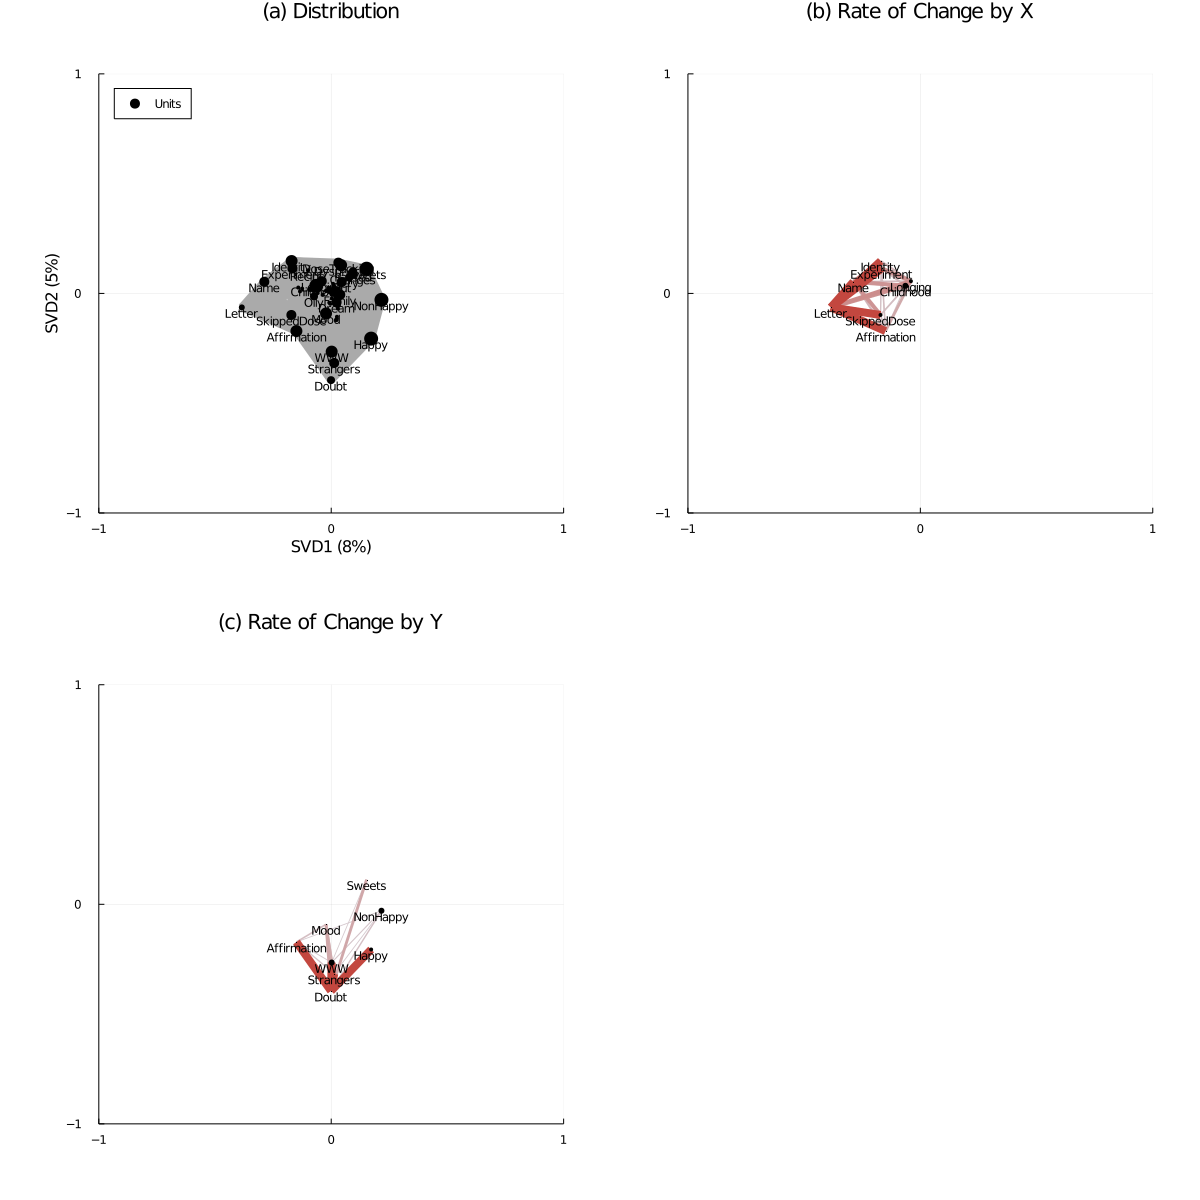 (a) Distribution
(b) Rate of Change by X
1
Units
SVD2 (5%)
0
Identity
Name
Letter
SkippedDose
Affirmation
Mood
NonHappy
Happy
WWW
Strangers
Doubt
−1
−1
0
1
SVD1 (8%)
1
0
Identity
Experiment
Name
Longing
Childhood
Letter
SkippedDose
Affirmation
−1
−1
0
1
(c) Rate of Change by Y
1
0
Sweets
NonHappy
Mood
Affirmation
Happy
WWW
Strangers
Doubt
−1
−1
0
1